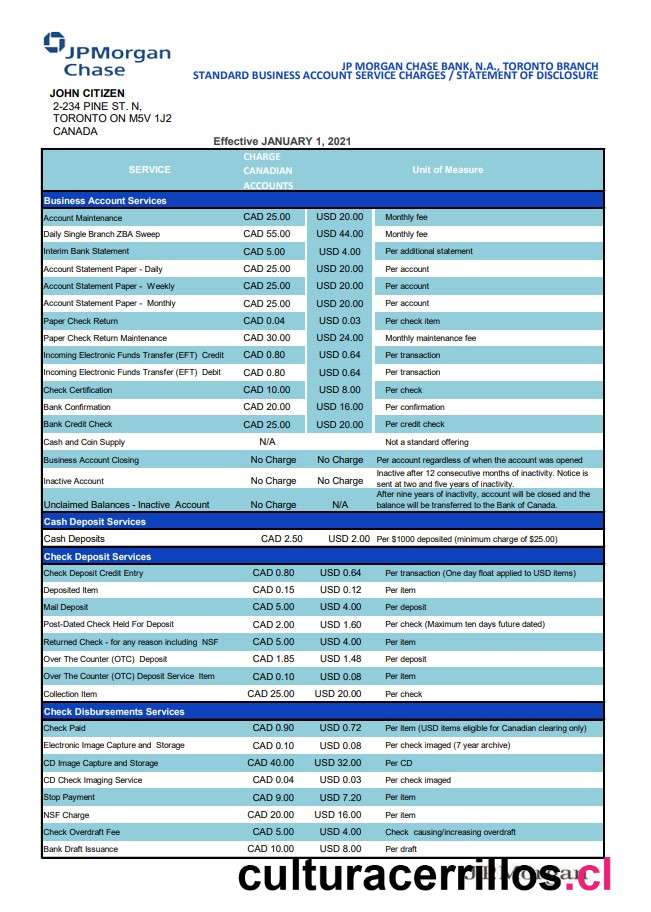 JPMorgan
Chase
JP MORGAN CHASE BANK, N.A., TORONTO BRANCH
STANDARD BUSINESS ACCOUNT SERVICE CHARGES / STATEMENT OF DISCLOSURE
JOHN CITIZEN
2-234 PINE ST. N,
TORONTO ON M5V 1J2
CANADA
Effective JANUARY 1, 2021
SERVICE CHARGE CANADIAN ACCOUNTS Unit of Measure
Business Account Services
Account Maintenance CAD 25.00 USD 20.00 Monthly fee
Daily Single Branch ZBA Sweep CAD 55.00 USD 44.00 Monthly fee
Interim Bank Statement CAD 5.00 USD 4.00 Per additional statement
Account Statement Paper - Daily CAD 25.00 USD 20.00 Per account
Account Statement Paper - Weekly CAD 25.00 USD 20.00 Per account
Account Statement Paper - Monthly CAD 25.00 USD 20.00 Per account
Paper Check Return CAD 0.04 USD 0.03 Per check item
Paper Check Return Maintenance CAD 30.00 USD 24.00 Monthly maintenance fee
Incoming Electronic Funds Transfer (EFT) Credit CAD 0.80 USD 0.64 Per transaction
Incoming Electronic Funds Transfer (EFT) Debit CAD 0.80 USD 0.64 Per transaction
Check Certification CAD 10.00 USD 8.00 Per check
Bank Confirmation CAD 20.00 USD 16.00 Per confirmation
Bank Credit Check CAD 25.00 USD 20.00 Per credit check
Cash and Coin Supply N/A Not a standard offering
Business Account Closing No Charge No Charge Per account regardless of when the account was opened
Inactive Account No Charge No Charge Inactive after 12 consecutive months of inactivity. Notice is
sent at two and five years of inactivity.
Unclaimed Balances - Inactive Account No Charge N/A After nine years of inactivity, account will be closed and the
balance will be transferred to the Bank of Canada.
Cash Deposit Services
Cash Deposits CAD 2.50 USD 2.00 Per $1000 deposited (minimum charge of $25.00)
Check Deposit Services
Check Deposit Credit Entry CAD 0.80 USD 0.64 Per transaction (One day float applied to USD items)
Deposited Item CAD 0.15 USD 0.12 Per item
Mail Deposit CAD 5.00 USD 4.00 Per deposit
Post-Dated Check Held For Deposit CAD 2.00 USD 1.60 Per check (Maximum ten days future dated)
Returned Check - for any reason including NSF CAD 5.00 USD 4.00 Per item
Over The Counter (OTC) Deposit CAD 1.85 USD 1.48 Per deposit
Over The Counter (OTC) Deposit Service Item CAD 0.10 USD 0.08 Per item
Collection Item CAD 25.00 USD 20.00 Per check
Check Disbursements Services
Check Paid CAD 0.90 USD 0.72 Per item (USD items eligible for Canadian clearing only)
Electronic Image Capture and Storage CAD 0.10 USD 0.08 Per check imaged (7 year archive)
CD Image Capture and Storage CAD 40.00 USD 32.00 Per CD
CD Check Imaging Service CAD 0.04 USD 0.03 Per check imaged
Stop Payment CAD 9.00 USD 7.20 Per item
NSF Charge CAD 20.00 USD 16.00 Per item
Check Overdraft Fee CAD 5.00 USD 4.00 Check causing/increasing overdraft
Bank Draft Issuance CAD 10.00 USD 8.00 Per draft
J.P.Morgan
culturacerrillos.cl